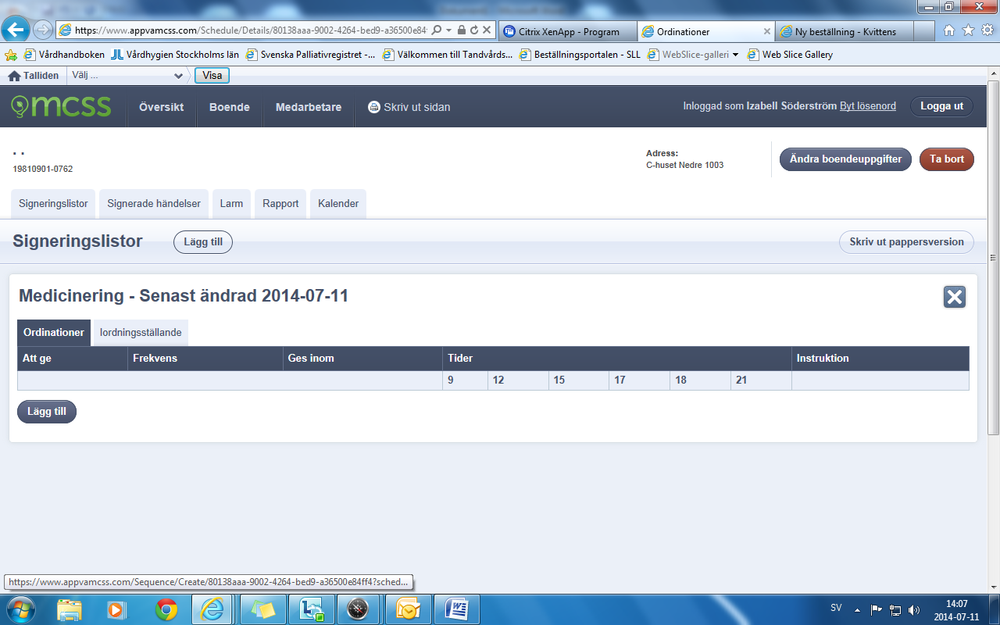 https://www.appvamcss.com/Schedule/Details/80138aaa-9002-4264-bed9-a36500e84f
Citrix XenApp - Program
Ordinationer
Ny beställning - Kvittens
Vårdhandboken
Vårdhygien Stockholms län
Svenska Palliativregistret -...
Välkommen till Tandvårds...
Beställningsportalen - SLL
WebSlice-galleri
Web Slice Gallery
Talliden
Välj ...
Visa
mcss
Översikt
Boende
Medarbetare
Skriv ut sidan
Inloggad som Izabell Söderström Byt lösenord
Logga ut
. .
19810901-0762
Adress:
C-huset Nedre 1003
Ändra boendeuppgifter
Ta bort
Signeringslistor
Signerade händelser
Larm
Rapport
Kalender
Signeringslistor
Lägg till
Skriv ut pappersversion
Medicinering - Senast ändrad 2014-07-11
Ordinationer
Iordningsställande
Att ge
Frekvens
Ges inom
Tider
Instruktion
9
12
15
17
18
21
Lägg till
https://www.appvamcss.com/Sequence/Create/80138aaa-9002-4264-bed9-a36500e84ff4?sched...
SV
14:07
2014-07-11